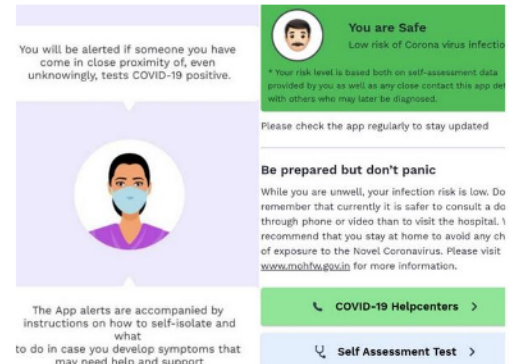 You will be alerted if someone you have
come in close proximity of, even
unknowingly, tests COVID-19 positive.
The App alerts are accompanied by
instructions on how to self-isolate and
what
to do in case you develop symptoms that
may need help and support.
You are Safe
Low risk of Corona virus infectio
* Your risk level is based both on self-assessment data
provided by you as well as any close contact this app det
with others who may later be diagnosed.
Please check the app regularly to stay updated
Be prepared but don't panic
While you are unwell, your infection risk is low. Do
remember that currently it is safer to consult a do
through phone or video than to visit the hospital. 
recommend that you stay at home to avoid any ch
of exposure to the Novel Coronavirus. Please visit
www.mohfw.gov.in for more information.
COVID-19 Helpcenters >
Self Assessment Test >